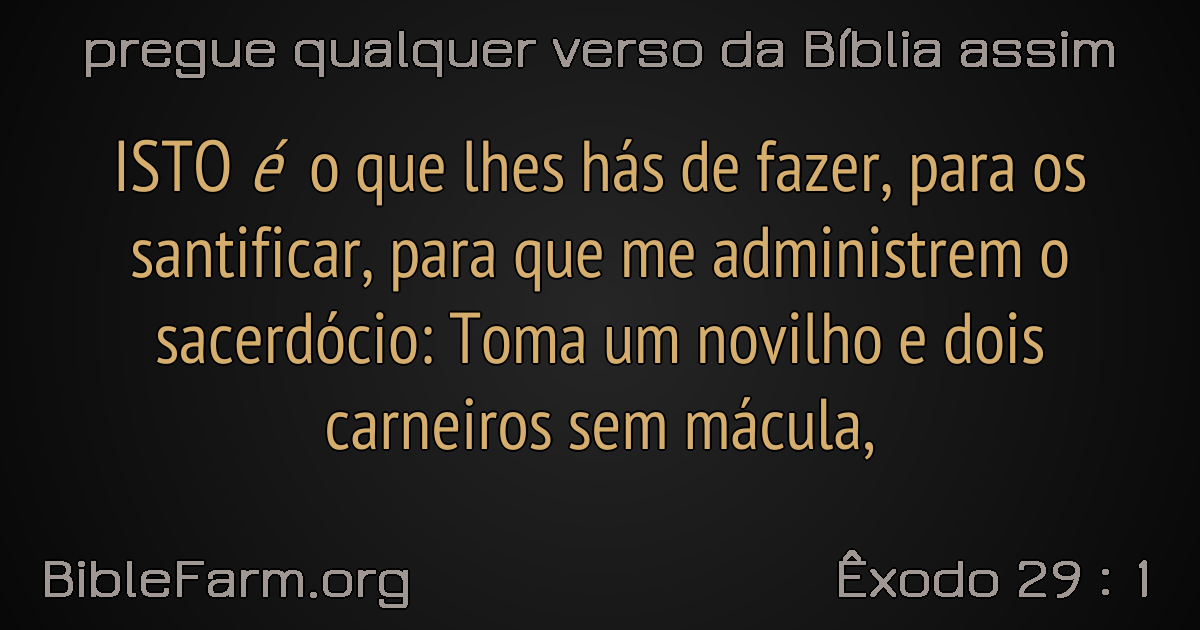 pregue qualquer verso da Bíblia assim
ISTO é o que lhes hás de fazer, para os
santificar, para que me administrem o
sacerdócio: Toma um novilho e dois
carneiros sem mácula,
BibleFarm.org
Êxodo 29 : 1